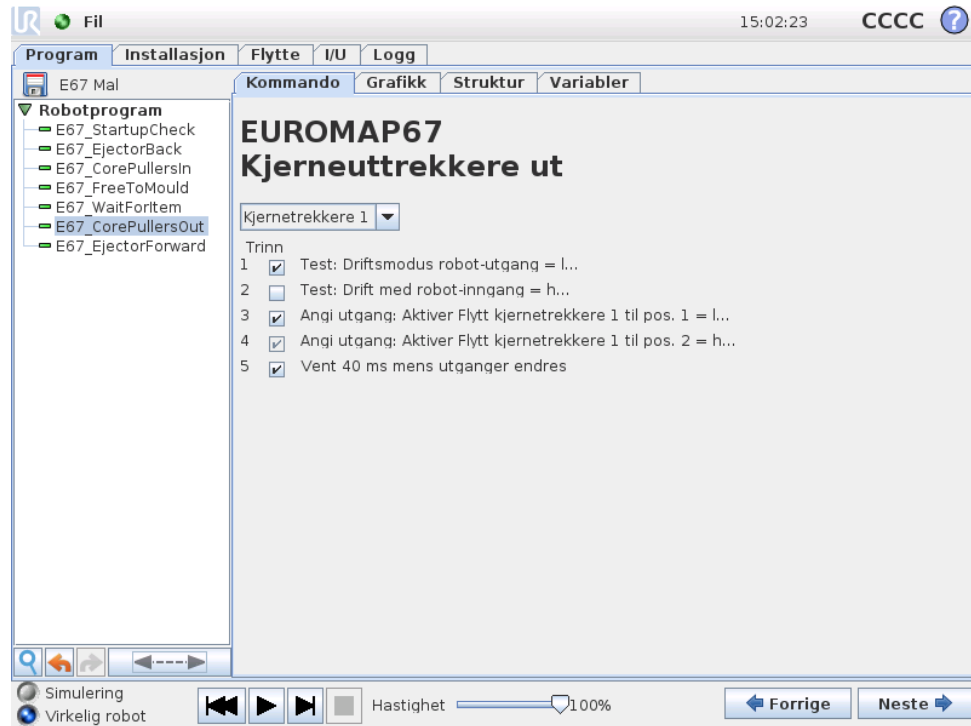 UR Fil 15:02:23 CCCC ?
Program Installasjon Flytte I/U Logg
E67 Mal
Kommando Grafikk Struktur Variabler
Robotprogram
E67_StartupCheck
E67_EjectorBack
E67_CorePullersIn
E67_FreeToMould
E67_WaitForItem
E67_CorePullersOut
E67_EjectorForward
EUROMAP67
Kjerneuttrekkere ut
Kjernetrekkere 1
Trinn
1 Test: Driftsmodus robot-utgang = l...
2 Test: Drift med robot-inngang = h...
3 Angi utgang: Aktiver Flytt kjernetrekkere 1 til pos. 1 = l...
4 Angi utgang: Aktiver Flytt kjernetrekkere 1 til pos. 2 = h...
5 Vent 40 ms mens utganger endres
Simulering
Virkelig robot
Hastighet 100%
Forrige Neste